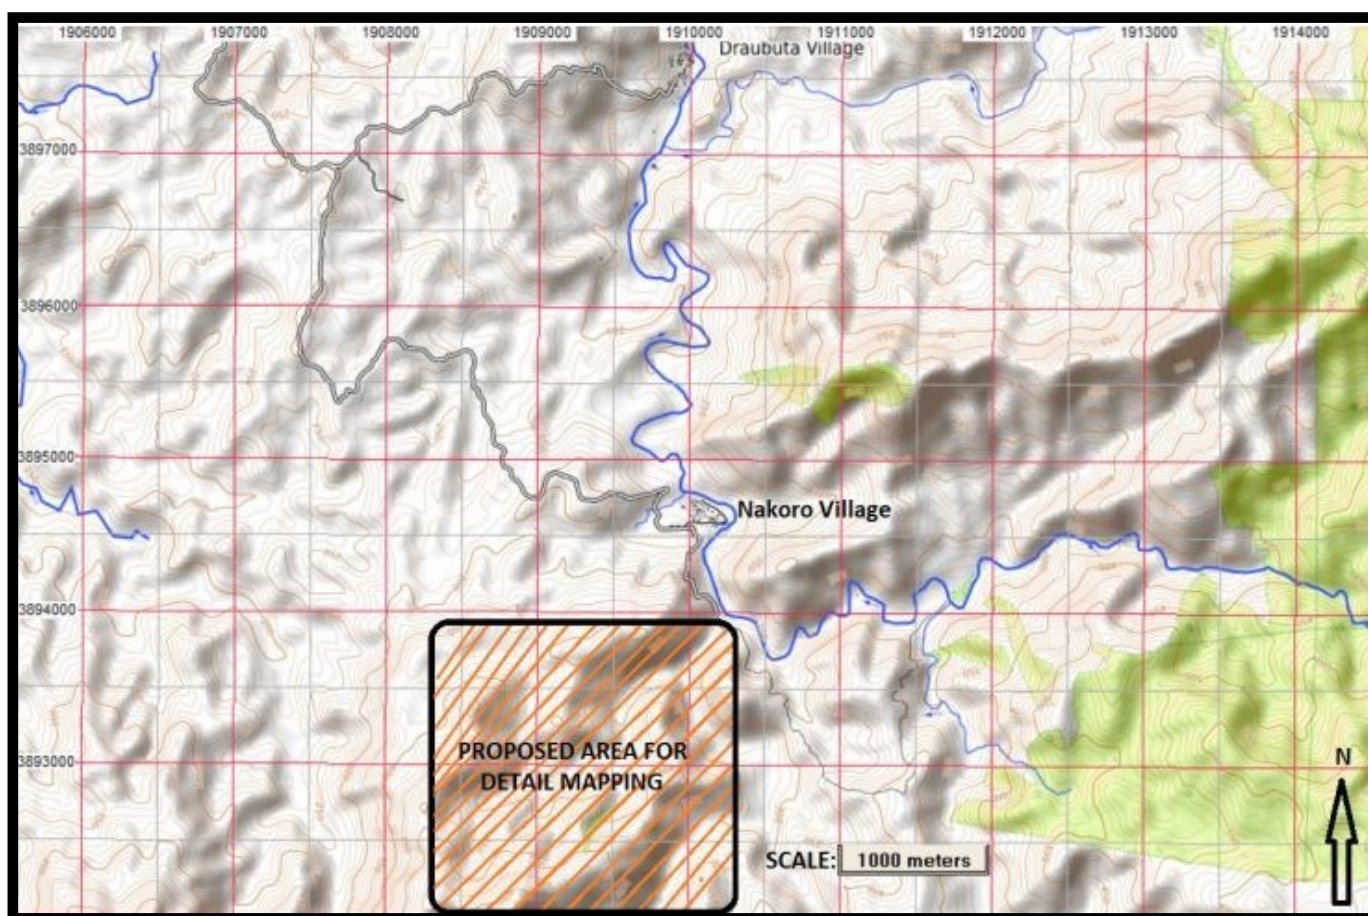 1906000 1907000 1908000 1909000 1910000 1911000 1912000 1913000 1914000
Draubuta Village
3897000
3896000
3895000
Nakoro Village
3894000
PROPOSED AREA FOR
DETAIL MAPPING
3893000
N
SCALE: 1000 meters